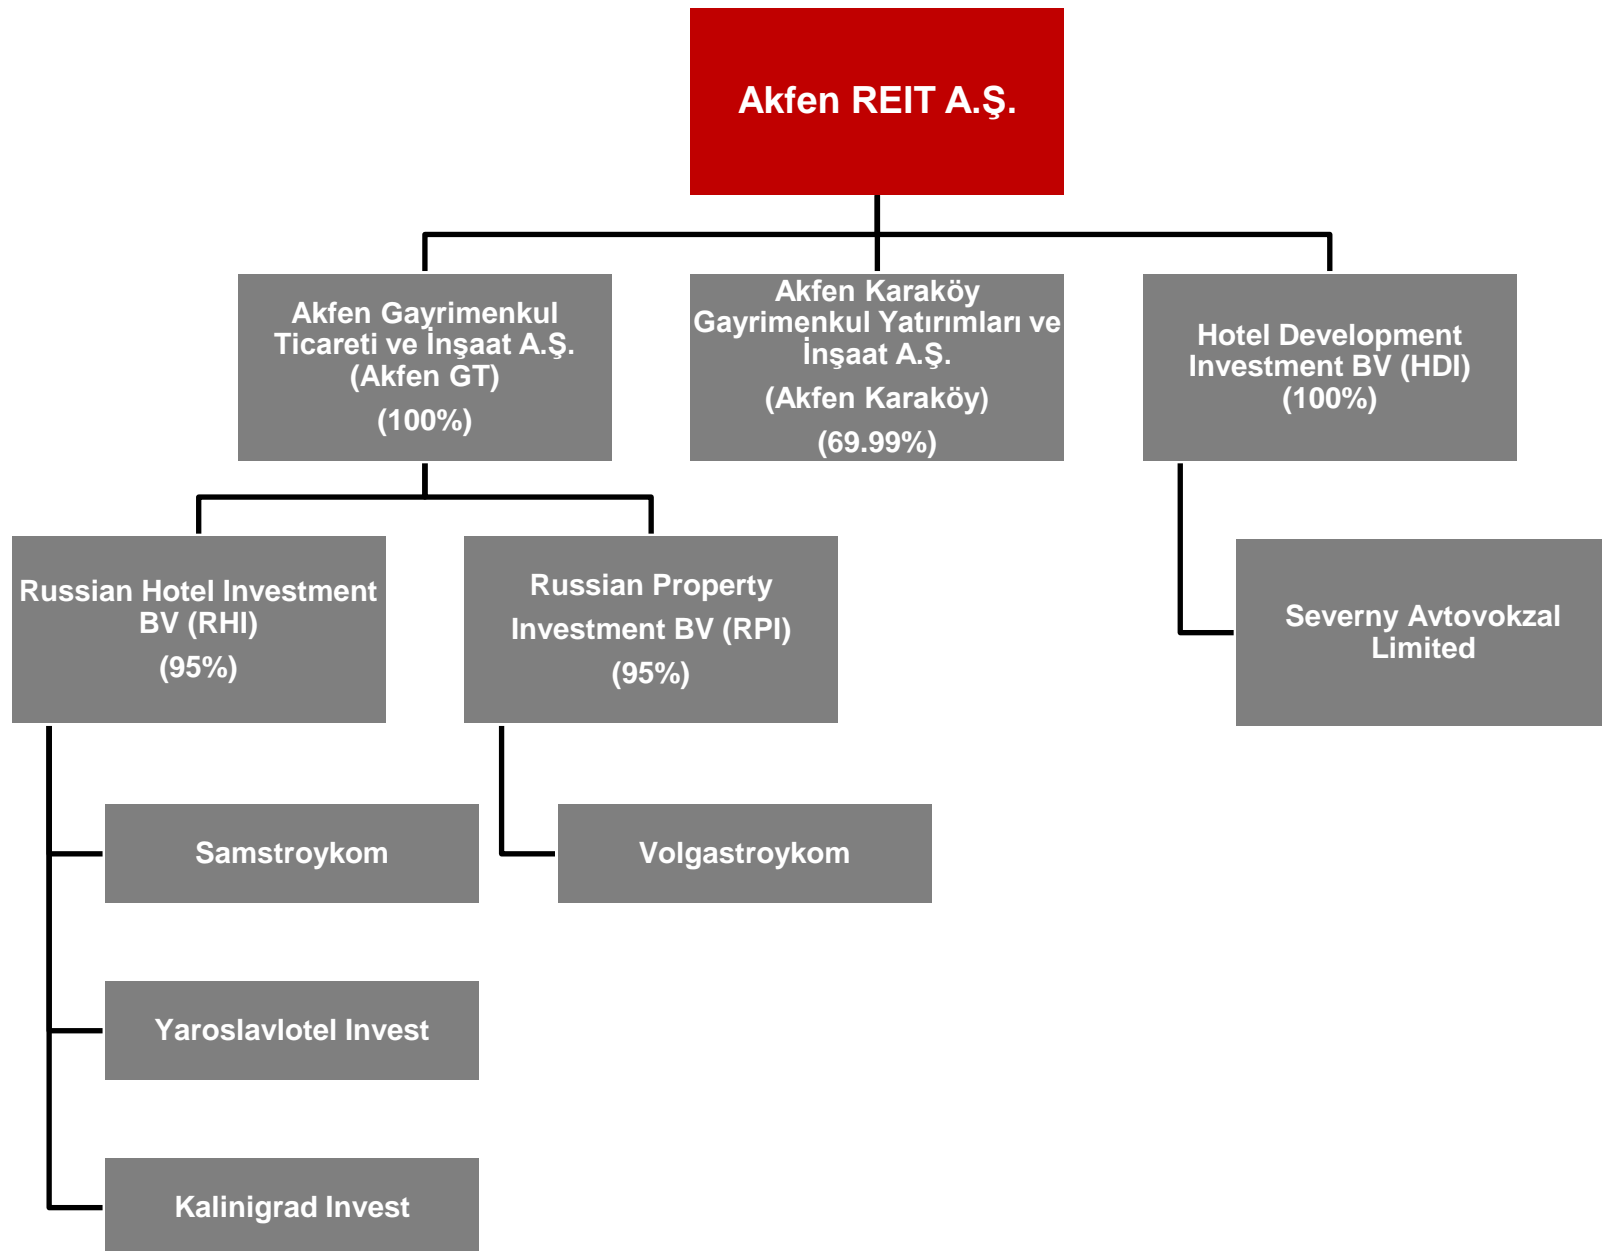 Akfen REIT A.Ş.
Akfen Gayrimenkul
Ticareti ve İnşaat A.Ş.
(Akfen GT)
(100%)
Akfen Karaköy
Gayrimenkul Yatırımları ve
İnşaat A.Ş.
(Akfen Karaköy)
(69.99%)
Hotel Development
Investment BV (HDI)
(100%)
Russian Hotel Investment
BV (RHI)
(95%)
Russian Property
Investment BV (RPI)
(95%)
Severny Avtovokzal
Limited
Samstroykom
Volgastroykom
Yaroslavlotel Invest
Kalinigrad Invest